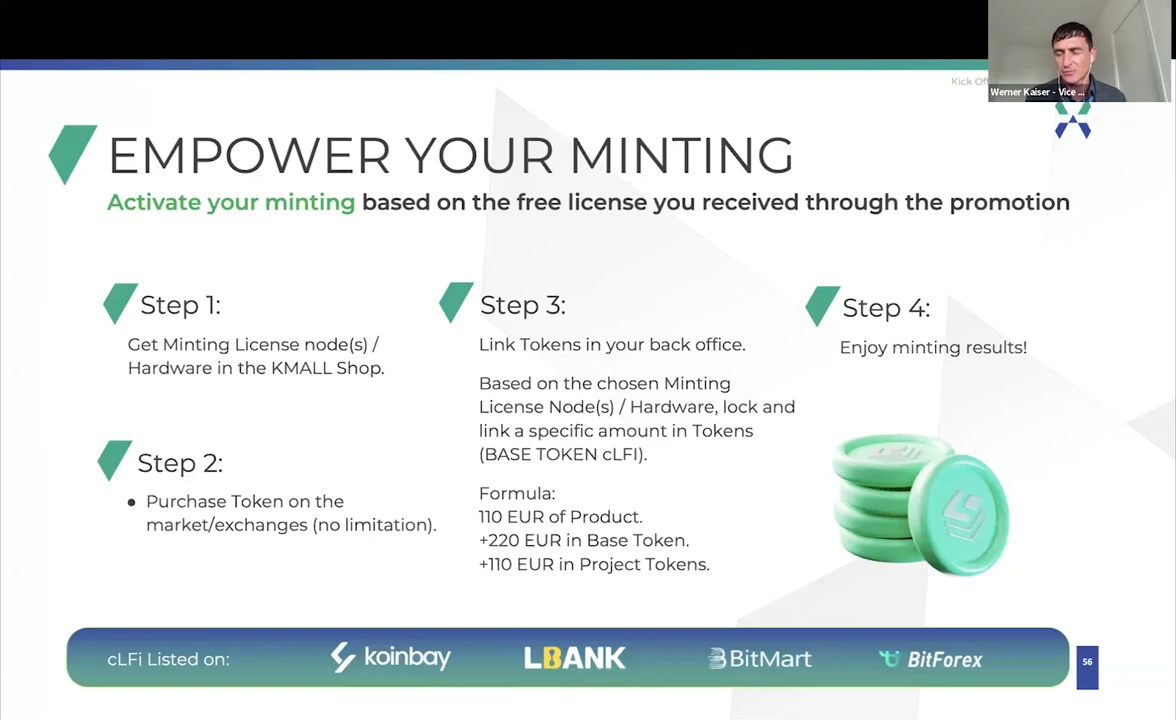 Kick Of
Werner Kaiser - Vice ...
EMPOWER YOUR MINTING
Activate your minting based on the free license you received through the promotion
Step 1:
Get Minting License node(s) /
Hardware in the KMALL Shop.
Step 2:
• Purchase Token on the
market/exchanges (no limitation).
Step 3:
Link Tokens in your back office.
Based on the chosen Minting
License Node(s) / Hardware, lock and
link a specific amount in Tokens
(BASE TOKEN cLFI).
Formula:
110 EUR of Product.
+220 EUR in Base Token.
+110 EUR in Project Tokens.
Step 4:
Enjoy minting results!
cLFi Listed on:
koinbay
LBANK
BitMart
BitForex
56